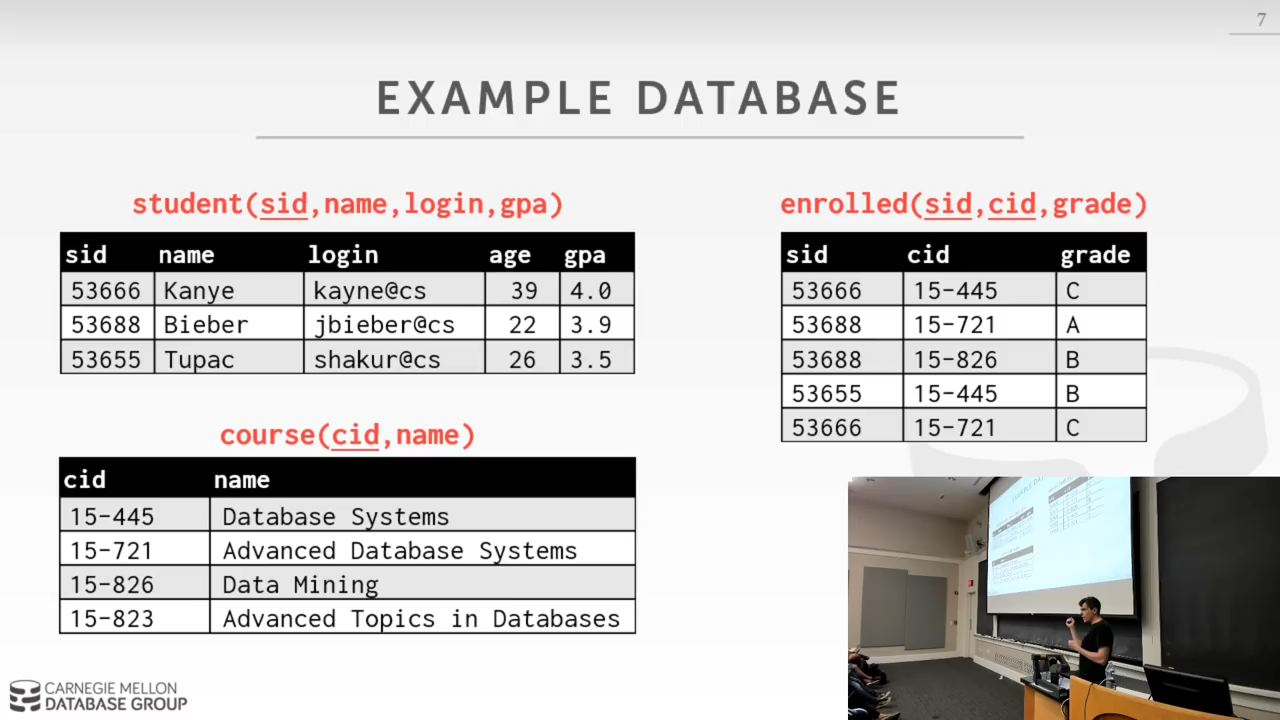 7
EXAMPLE DATABASE
student(sid,name,login,gpa)
sid name login age gpa
53666 Kanye kayne@cs 39 4.0
53688 Bieber jbieber@cs 22 3.9
53655 Tupac shakur@cs 26 3.5
course(cid,name)
cid name
15-445 Database Systems
15-721 Advanced Database Systems
15-826 Data Mining
15-823 Advanced Topics in Databases
enrolled(sid,cid,grade)
sid cid grade
53666 15-445 C
53688 15-721 A
53688 15-826 B
53655 15-445 B
53666 15-721 C
CARNEGIE MELLON
DATABASE GROUP